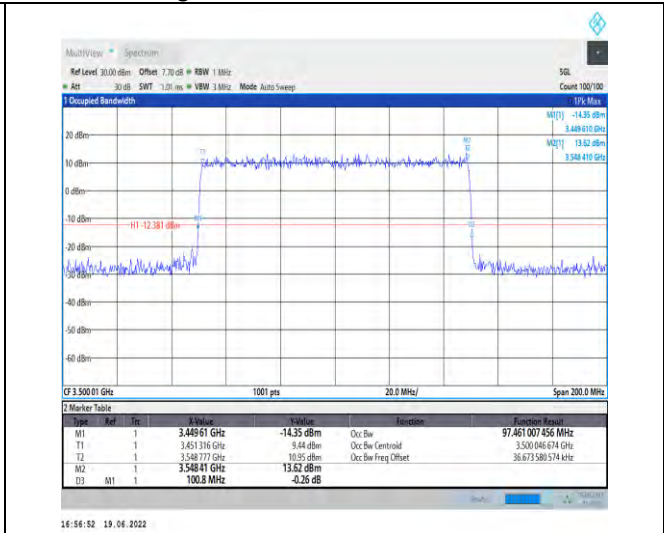 MultiView Spectrum
Ref Level 30.00 dBm Offset 7.70 dB RBW 1 MHz SGL
Att 30 dB SWT 1.01 ms VBW 3 MHz Mode Auto Sweep Count 100/100
1 Occupied Bandwidth 1Pk Max
M1[1] -14.35 dBm
3.449 610 GHz
M2[1] 13.62 dBm
3.548 410 GHz
20 dBm
10 dBm
0 dBm
-10 dBm
H1 -12.381 dBm
-20 dBm
-30 dBm
-40 dBm
-50 dBm
-60 dBm
T1
M2
M1
D3
CF 3.500 01 GHz 1001 pts 20.0 MHz/ Span 200.0 MHz
2 Marker Table
Type Ref Trc X-Value Y-Value Function Function Result
M1 1 3.449 61 GHz -14.35 dBm Occ Bw 97.461 007 456 MHz
T1 1 3.451 316 GHz 9.44 dBm Occ Bw Centroid 3.500 046 674 GHz
T2 1 3.548 777 GHz 10.95 dBm Occ Bw Freq Offset 36.673 580 574 kHz
M2 1 3.548 41 GHz 13.62 dBm
D3 M1 1 100.8 MHz -0.26 dB
16:56:52 19.06.2022